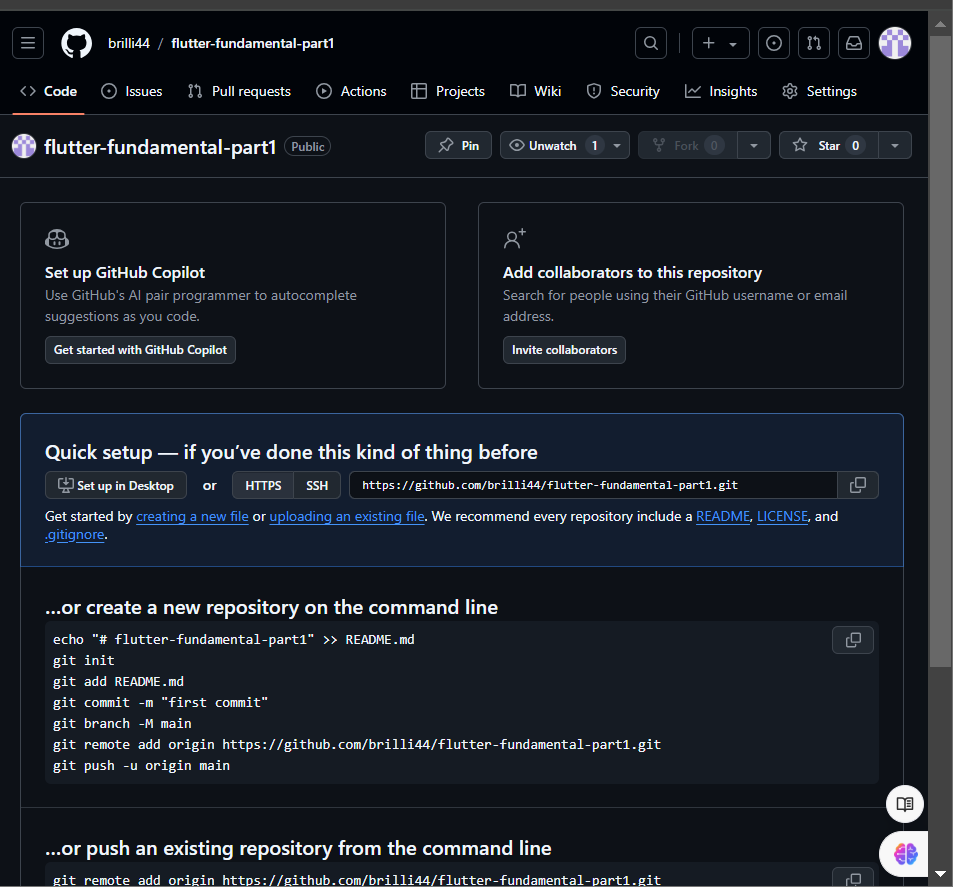 brilli44 / flutter-fundamental-part1
<> Code Issues Pull requests Actions Projects Wiki Security Insights Settings
flutter-fundamental-part1 Public Pin Unwatch 1 Fork 0 Star 0
Set up GitHub Copilot
Use GitHub's AI pair programmer to autocomplete
suggestions as you code.
Get started with GitHub Copilot
Add collaborators to this repository
Search for people using their GitHub username or email
address.
Invite collaborators
Quick setup — if you’ve done this kind of thing before
Set up in Desktop or HTTPS SSH https://github.com/brilli44/flutter-fundamental-part1.git
Get started by creating a new file or uploading an existing file. We recommend every repository include a README, LICENSE, and
.gitignore.
…or create a new repository on the command line
echo "# flutter-fundamental-part1" >> README.md
git init
git add README.md
git commit -m "first commit"
git branch -M main
git remote add origin https://github.com/brilli44/flutter-fundamental-part1.git
git push -u origin main
…or push an existing repository from the command line
git remote add origin https://github.com/brilli44/flutter-fundamental-part1.git